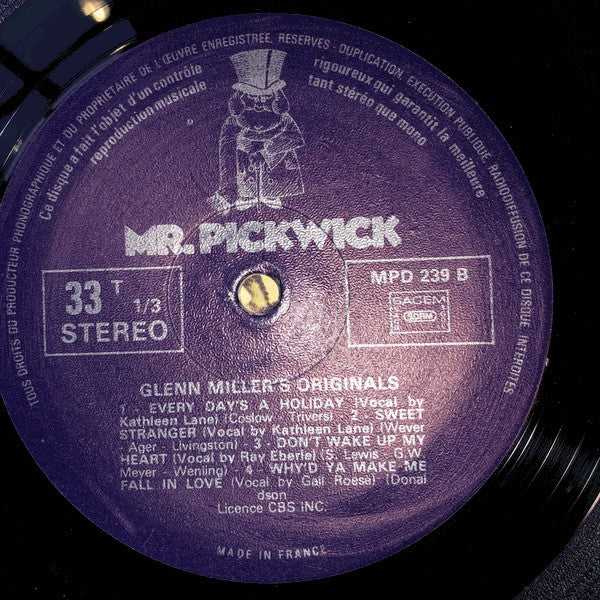 TOUS DROITS DU PRODUCTEUR PHONOGRAPHIQUE ET DU PROPRIETAIRE DE L'ŒUVRE ENREGISTREE, RESERVES - DUPLICATION, EXECUTION PUBLIQUE, RADIODIFFUSION DE CE DISQUE, INTERDITES
Ce disque a fait l'objet d'un contrôle
reproduction musicale
rigoureux qui garantit la meilleure
tant stéréo que mono
MR. PICKWICK
33 T 1/3
STEREO
MPD 239 B
SACEM
SDRM
GLENN MILLER'S ORIGINALS
1 - EVERY DAY'S A HOLIDAY (Vocal by
Kathleen Lane) (Coslow - Trivers) - 2 - SWEET
STRANGER (Vocal by Kathleen Lane) (Wever
- Ager - Livingston) - 3 - DON'T WAKE UP MY
HEART (Vocal by Ray Eberle) (S. Lewis - G.W.
Meyer - Wenling) - 4 - WHY'D YA MAKE ME
FALL IN LOVE (Vocal by Gail Roese) (Donal
dson
Licence CBS INC.
MADE IN FRANCE